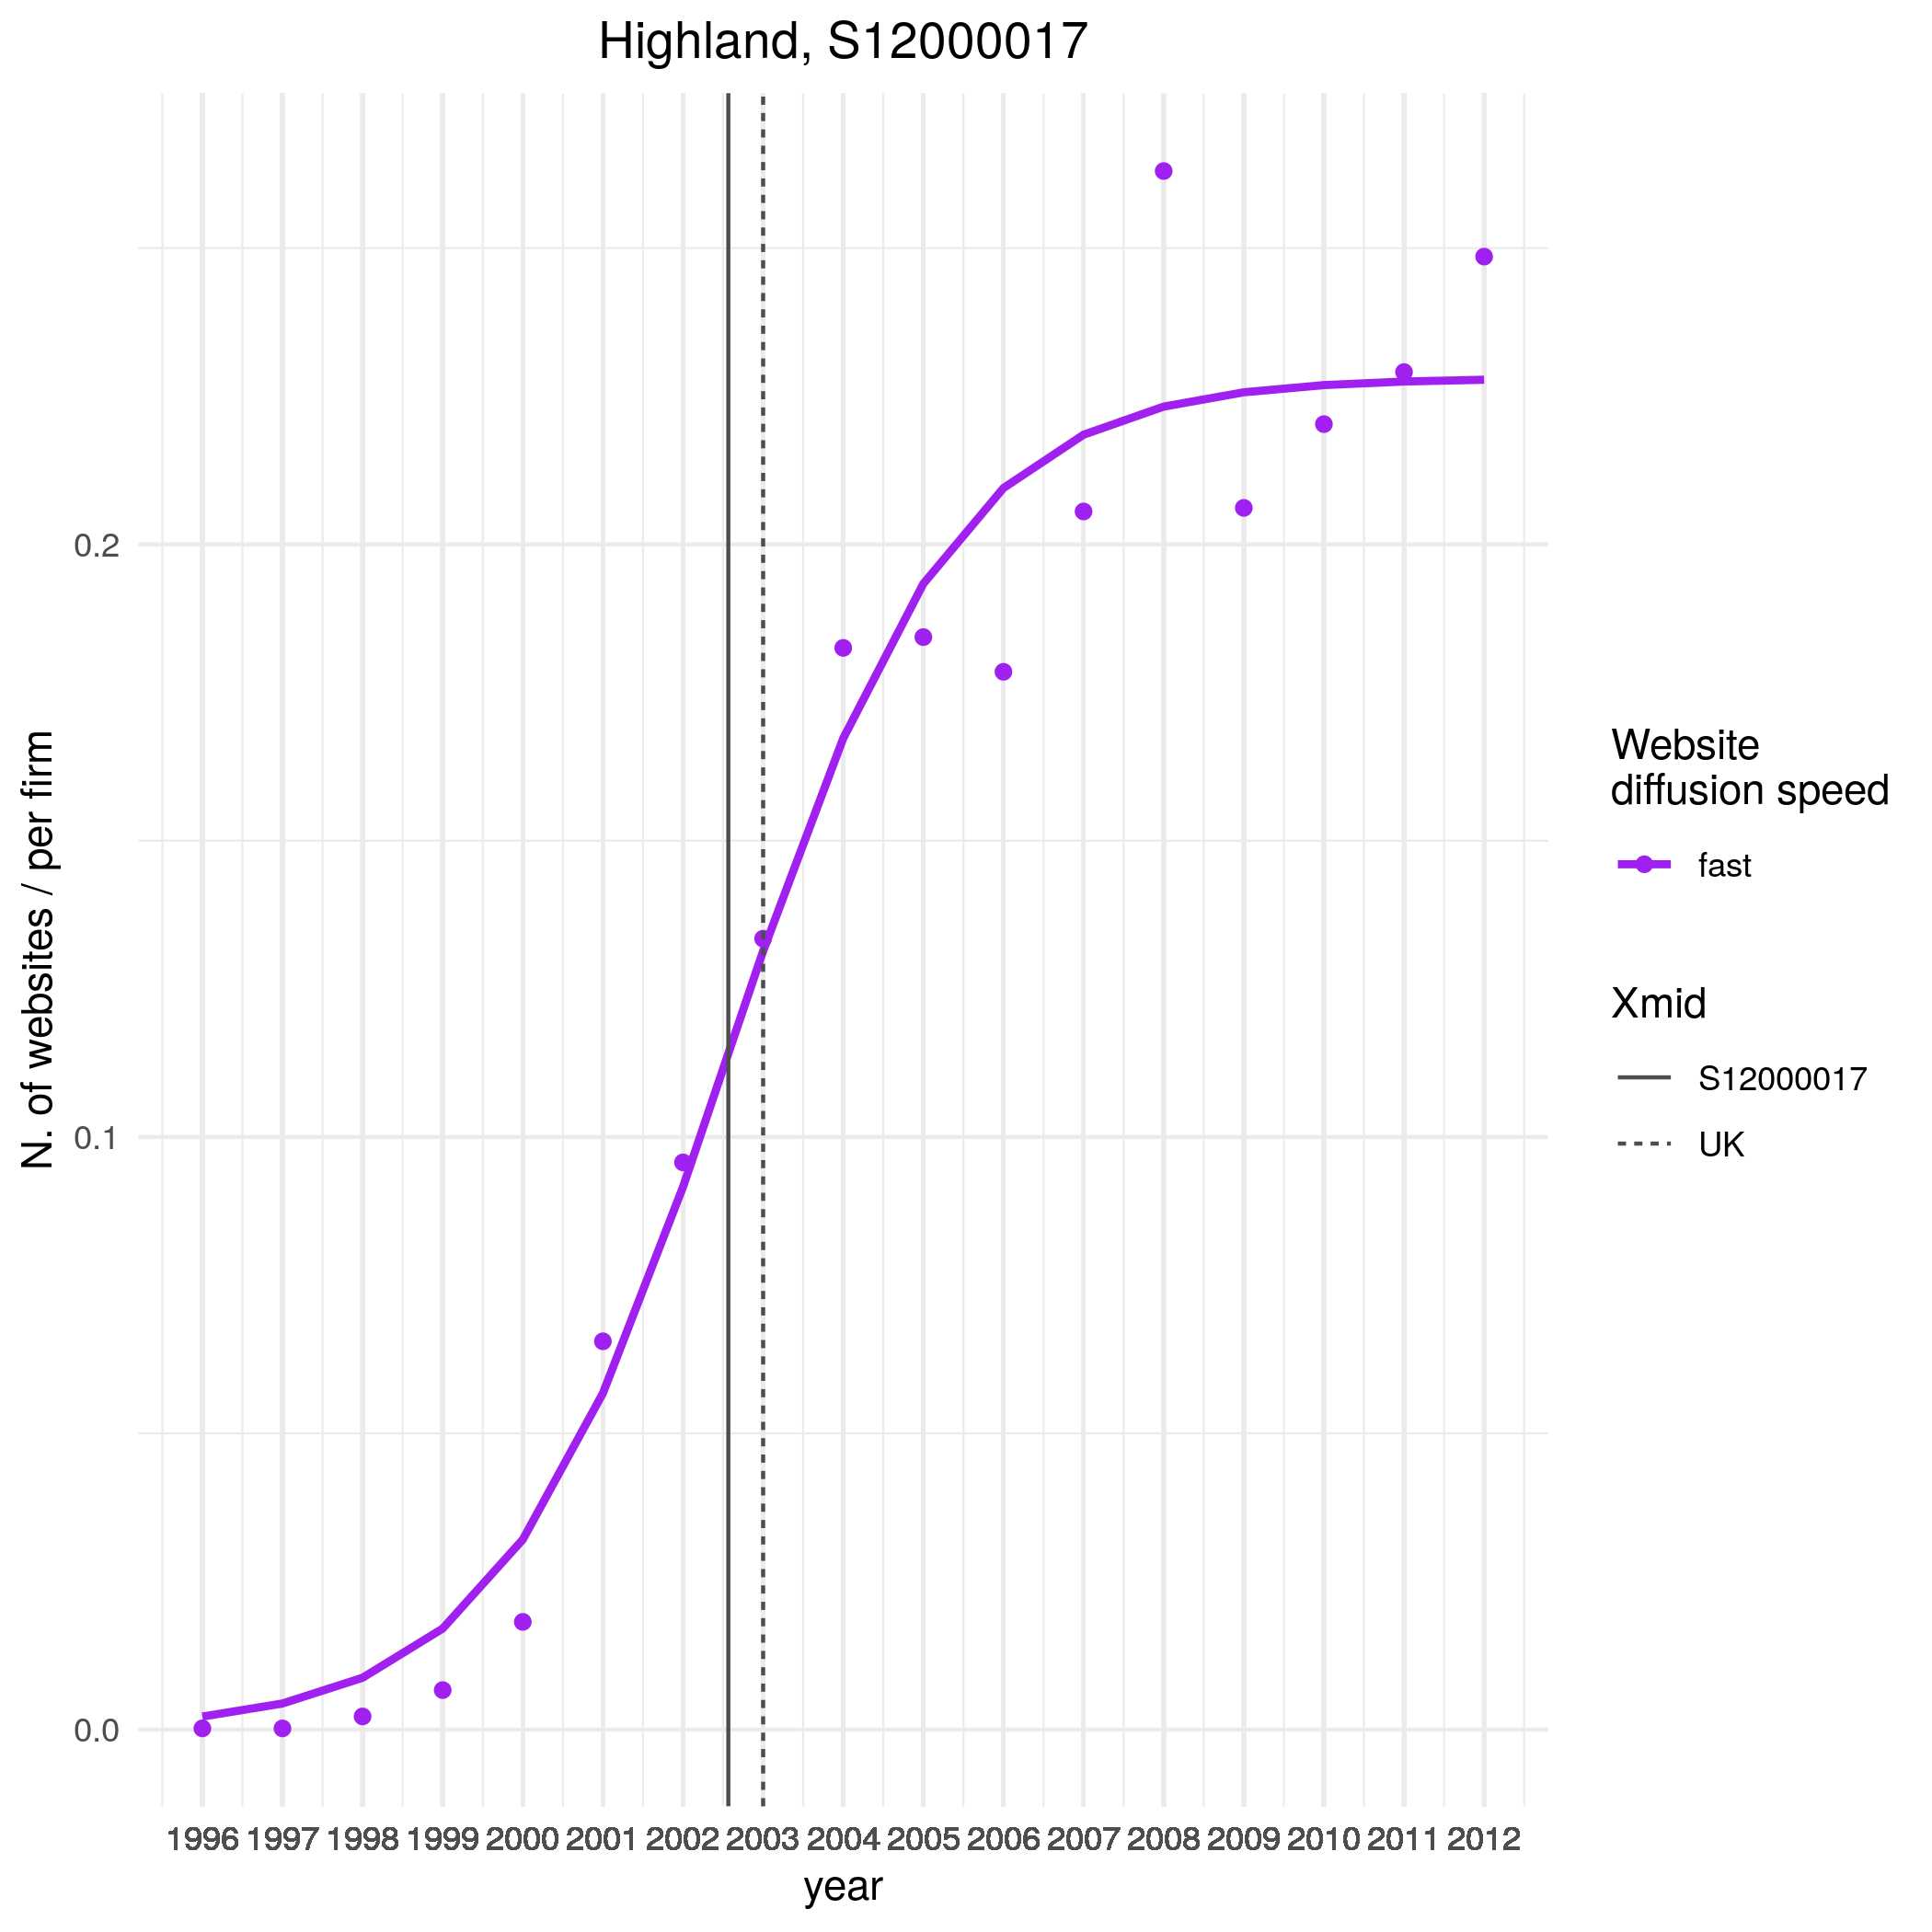 Highland, S12000017
N. of websites / per firm
0.2
0.1
0.0
1996 1997 1998 1999 2000 2001 2002 2003 2004 2005 2006 2007 2008 2009 2010 2011 2012
year
Website
diffusion speed
fast
Xmid
S12000017
UK